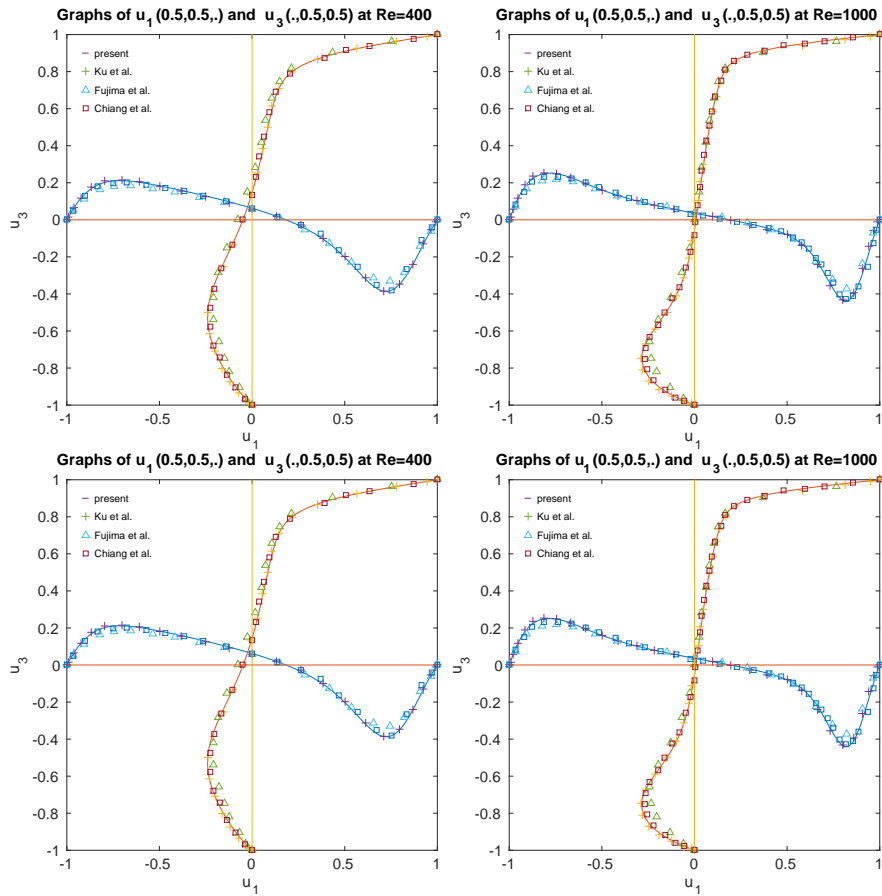 Graphs of u1(0.5,0.5,.) and u3(.,0.5,0.5) at Re=400
1
0.8
0.6
0.4
0.2
0
-0.2
-0.4
-0.6
-0.8
-1
u3
present
Ku et al.
Fujima et al.
Chiang et al.
-1 -0.5 0 0.5 1
u1
Graphs of u1(0.5,0.5,.) and u3(.,0.5,0.5) at Re=1000
1
0.8
0.6
0.4
0.2
0
-0.2
-0.4
-0.6
-0.8
-1
u3
present
Ku et al.
Fujima et al.
Chiang et al.
-1 -0.5 0 0.5 1
u1
Graphs of u1(0.5,0.5,.) and u3(.,0.5,0.5) at Re=400
1
0.8
0.6
0.4
0.2
0
-0.2
-0.4
-0.6
-0.8
-1
u3
present
Ku et al.
Fujima et al.
Chiang et al.
-1 -0.5 0 0.5 1
u1
Graphs of u1(0.5,0.5,.) and u3(.,0.5,0.5) at Re=1000
1
0.8
0.6
0.4
0.2
0
-0.2
-0.4
-0.6
-0.8
-1
u3
present
Ku et al.
Fujima et al.
Chiang et al.
-1 -0.5 0 0.5 1
u1